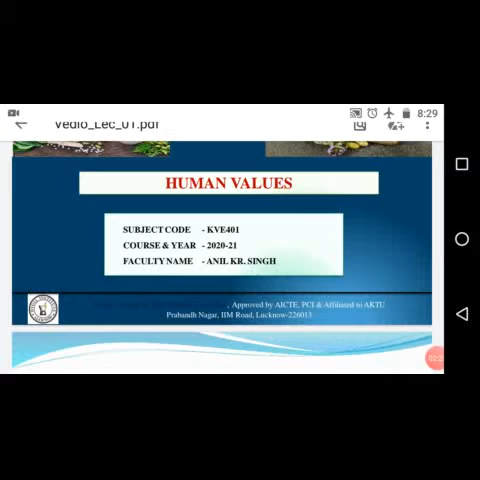 8:29
Vedio_Lec_01.pdf
HUMAN VALUES
SUBJECT CODE - KVE401
COURSE & YEAR - 2020-21
FACULTY NAME - ANIL KR. SINGH
, Approved by AICTE, PCI & Affiliated to AKTU
Prabandh Nagar, IIM Road, Lucknow-226013